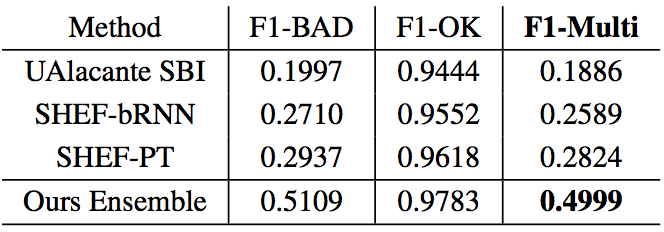 Method F1-BAD F1-OK F1-Multi
UAlacante SBI 0.1997 0.9444 0.1886
SHEF-bRNN 0.2710 0.9552 0.2589
SHEF-PT 0.2937 0.9618 0.2824
Ours Ensemble 0.5109 0.9783 0.4999